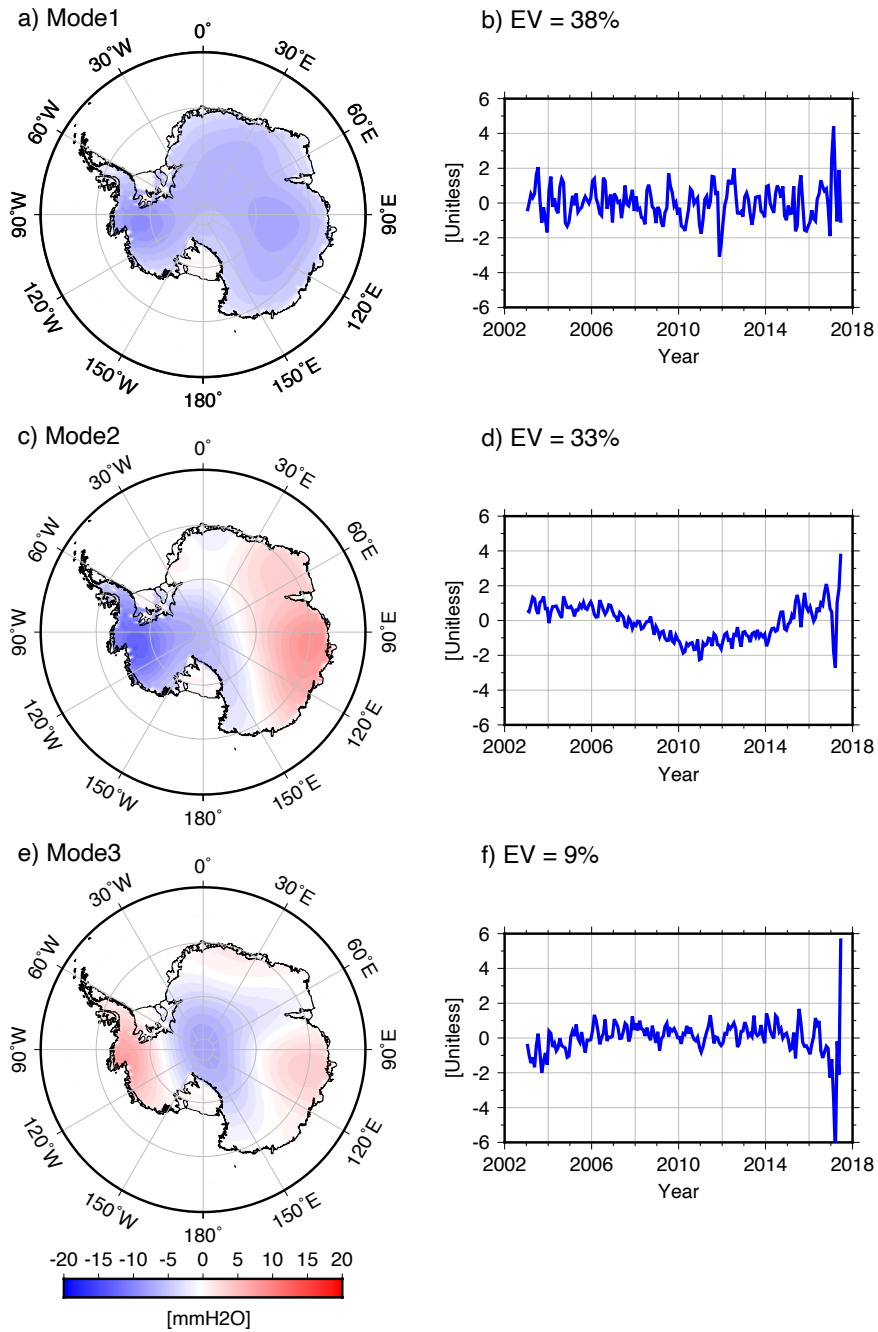 a) Mode1
b) EV = 38%
0°
30°E
60°E
90°E
120°E
150°E
180°
150°W
120°W
90°W
60°W
30°W
[Unitless]
6
4
2
0
-2
-4
-6
2002 2006 2010 2014 2018
Year
c) Mode2
d) EV = 33%
0°
30°E
60°E
90°E
120°E
150°E
180°
150°W
120°W
90°W
60°W
30°W
[Unitless]
6
4
2
0
-2
-4
-6
2002 2006 2010 2014 2018
Year
e) Mode3
f) EV = 9%
0°
30°E
60°E
90°E
120°E
150°E
180°
150°W
120°W
90°W
60°W
30°W
[Unitless]
6
4
2
0
-2
-4
-6
2002 2006 2010 2014 2018
Year
-20 -15 -10 -5 0 5 10 15 20
[mmH2O]